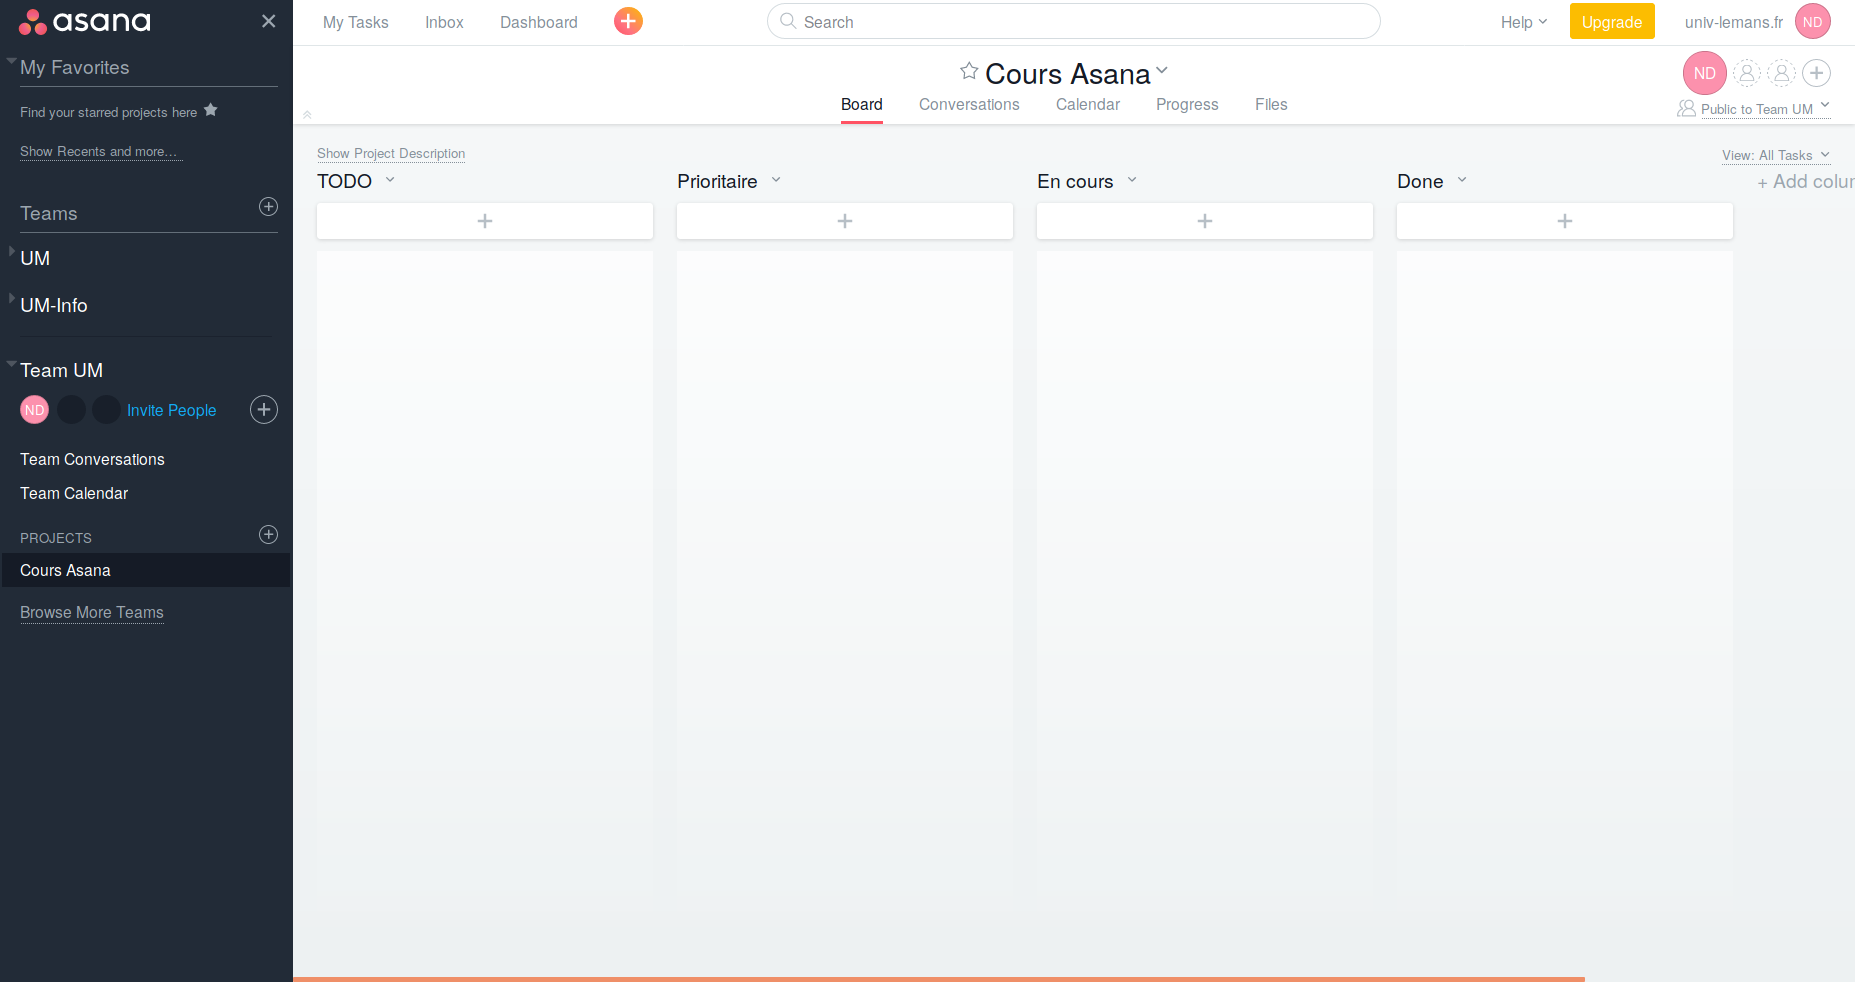 asana
My Favorites
Find your starred projects here
Show Recents and more...
Teams
UM
UM-Info
Team UM
ND Invite People
Team Conversations
Team Calendar
PROJECTS
Cours Asana
Browse More Teams
My Tasks Inbox Dashboard Search Help Upgrade univ-lemans.fr ND
Cours Asana ND
Board Conversations Calendar Progress Files Public to Team UM
Show Project Description View: All Tasks
TODO Prioritaire En cours Done + Add colum